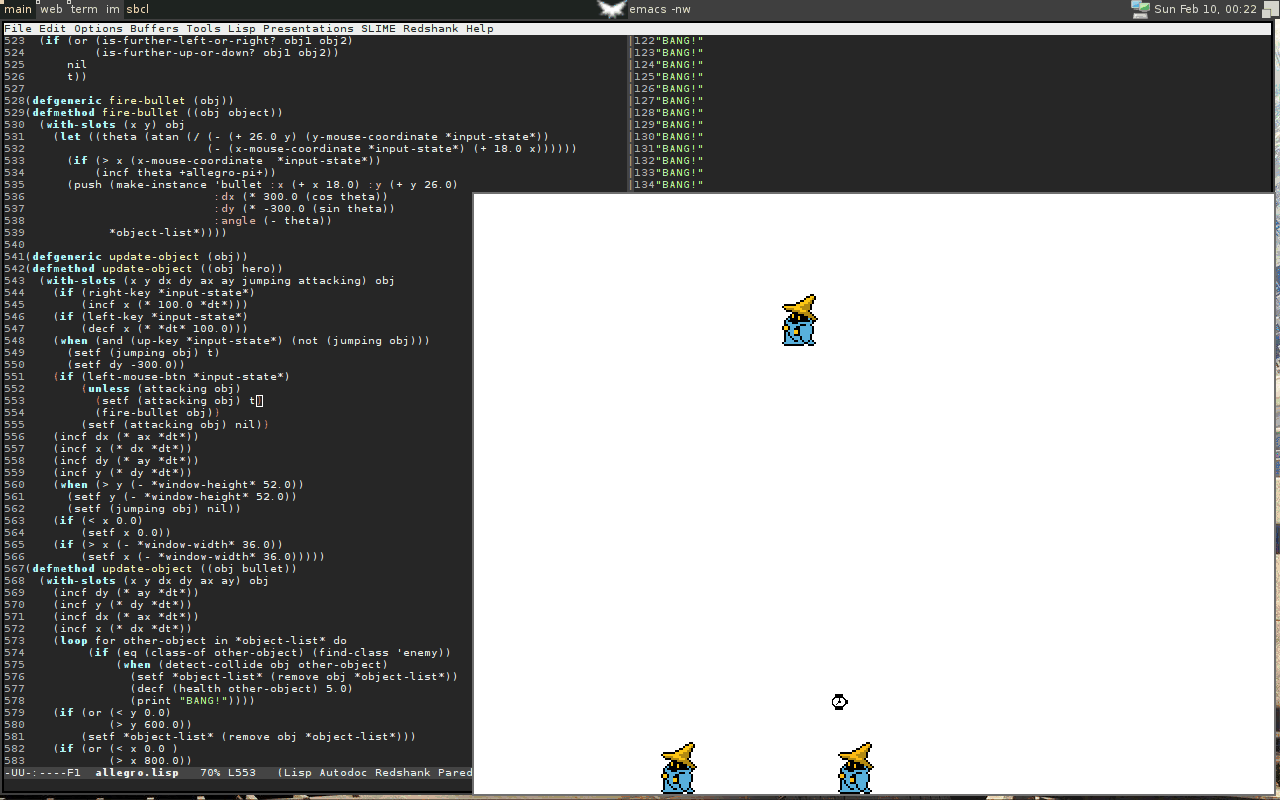 main web term im sbcl emacs -nw Sun Feb 10, 00:22
File Edit Options Buffers Tools Lisp Presentations SLIME Redshank Help
523  (if (or (is-further-left-or-right? obj1 obj2)
524          (is-further-up-or-down? obj1 obj2))
525      nil
526      t))
527
528(defgeneric fire-bullet (obj))
529(defmethod fire-bullet ((obj object))
530  (with-slots (x y) obj
531    (let ((theta (atan (/ (- (+ 26.0 y) (y-mouse-coordinate *input-state*))
532                          (- (x-mouse-coordinate *input-state*) (+ 18.0 x))))))
533      (if (> x (x-mouse-coordinate  *input-state*))
534          (incf theta +allegro-pi+))
535      (push (make-instance 'bullet :x (+ x 18.0) :y (+ y 26.0)
536                           :dx (* 300.0 (cos theta))
537                           :dy (* -300.0 (sin theta))
538                           :angle (- theta))
539            *object-list*))))
540
541(defgeneric update-object (obj))
542(defmethod update-object ((obj hero))
543  (with-slots (x y dx dy ax ay jumping attacking) obj
544    (if (right-key *input-state*)
545        (incf x (* 100.0 *dt*)))
546    (if (left-key *input-state*)
547        (decf x (* *dt* 100.0)))
548    (when (and (up-key *input-state*) (not (jumping obj)))
549      (setf (jumping obj) t)
550      (setf dy -300.0))
551    (if (left-mouse-btn *input-state*)
552        (unless (attacking obj)
553          (setf (attacking obj) t)
554          (fire-bullet obj))
555        (setf (attacking obj) nil))
556    (incf dx (* ax *dt*))
557    (incf x (* dx *dt*))
558    (incf dy (* ay *dt*))
559    (incf y (* dy *dt*))
560    (when (> y (- *window-height* 52.0))
561      (setf y (- *window-height* 52.0))
562      (setf (jumping obj) nil))
563    (if (< x 0.0)
564        (setf x 0.0))
565    (if (> x (- *window-width* 36.0))
566        (setf x (- *window-width* 36.0)))))
567(defmethod update-object ((obj bullet))
568  (with-slots (x y dx dy ax ay) obj
569    (incf dy (* ay *dt*))
570    (incf y (* dy *dt*))
571    (incf dx (* ax *dt*))
572    (incf x (* dx *dt*))
573    (loop for other-object in *object-list* do
574         (if (eq (class-of other-object) (find-class 'enemy))
575             (when (detect-collide obj other-object)
576               (setf *object-list* (remove obj *object-list*))
577               (decf (health other-object) 5.0)
578               (print "BANG!"))))
579    (if (or (< y 0.0)
580            (> y 600.0))
581        (setf *object-list* (remove obj *object-list*)))
582    (if (or (< x 0.0 )
583            (> x 800.0))
-UU-:----F1  allegro.lisp   70% L553   (Lisp Autodoc Redshank Pared
122"BANG!"
123"BANG!"
124"BANG!"
125"BANG!"
126"BANG!"
127"BANG!"
128"BANG!"
129"BANG!"
130"BANG!"
131"BANG!"
132"BANG!"
133"BANG!"
134"BANG!"